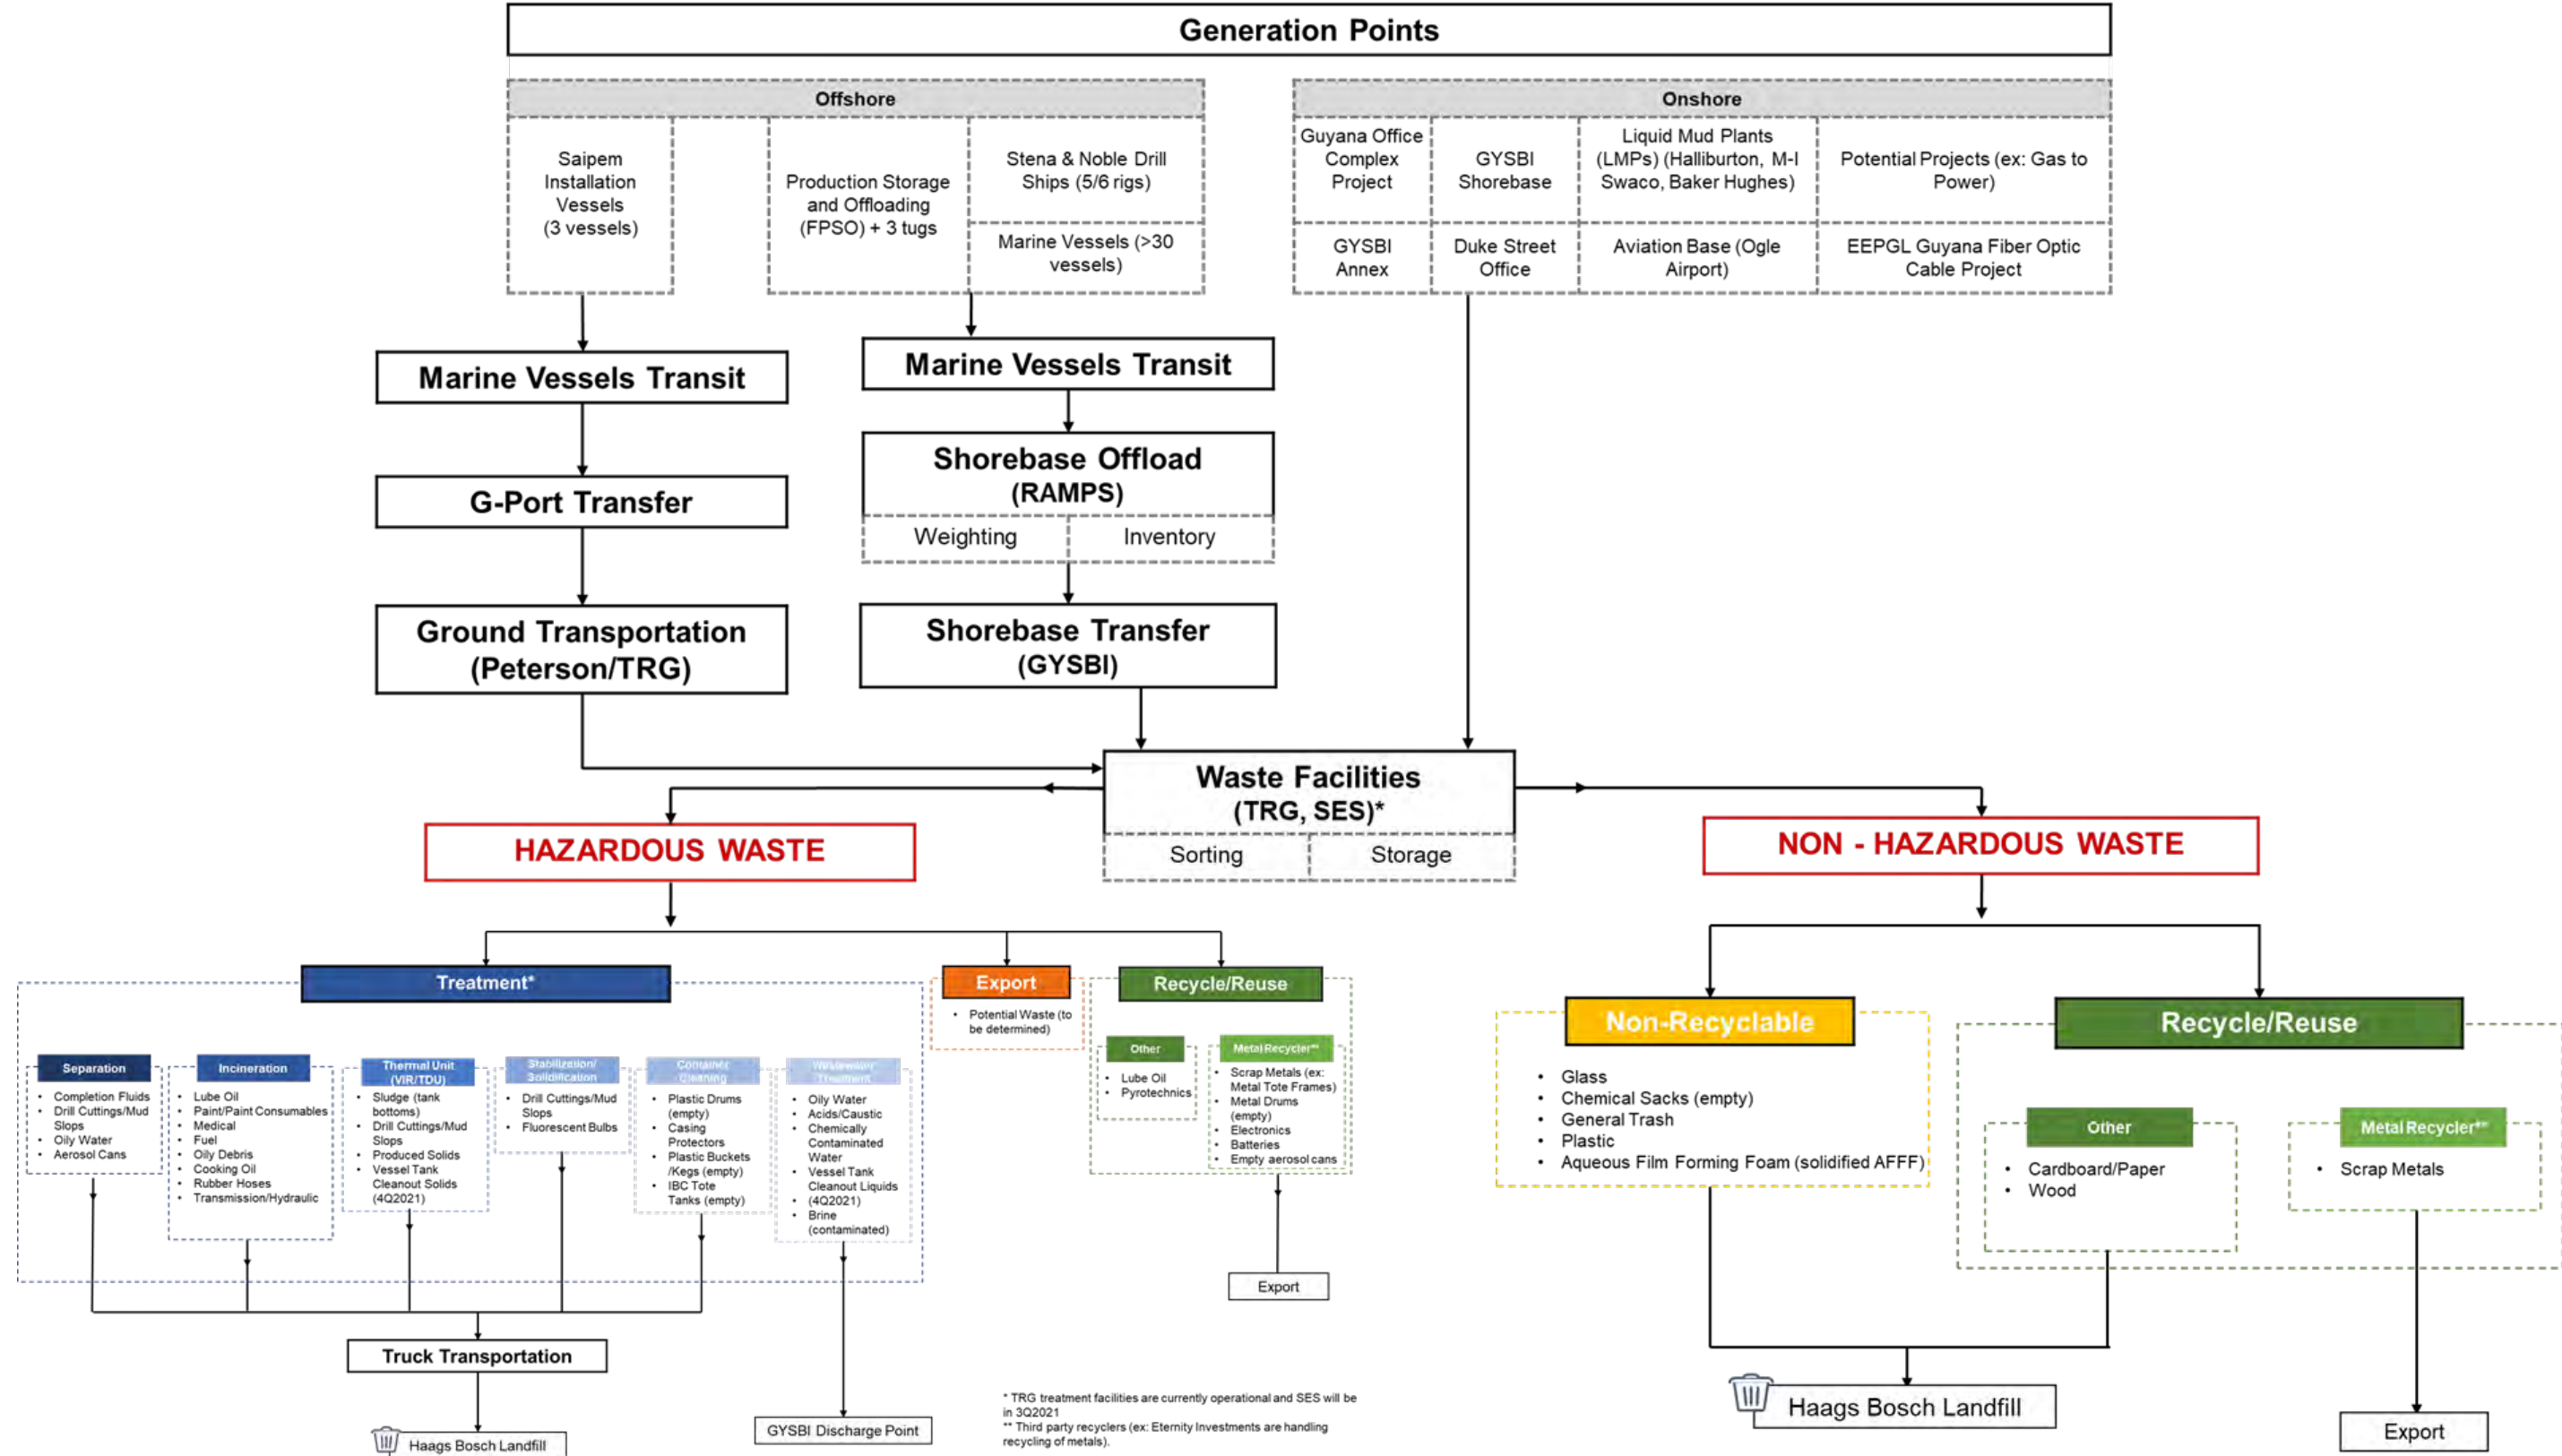 Generation Points
Offshore
Saipem
Installation
Vessels
(3 vessels)
Production Storage
and Offloading
(FPSO) + 3 tugs
Stena & Noble Drill
Ships (5/6 rigs)
Marine Vessels (>30
vessels)
Onshore
Guyana Office
Complex
Project
GYSBI
Shorebase
Liquid Mud Plants
(LMPs) (Halliburton, M-I
Swaco, Baker Hughes)
Potential Projects (ex: Gas to
Power)
GYSBI
Annex
Duke Street
Office
Aviation Base (Ogle
Airport)
EEPGL Guyana Fiber Optic
Cable Project
Marine Vessels Transit
G-Port Transfer
Ground Transportation
(Peterson/TRG)
Marine Vessels Transit
Shorebase Offload
(RAMPS)
Weighting
Inventory
Shorebase Transfer
(GYSBI)
Waste Facilities
(TRG, SES)*
Sorting
Storage
HAZARDOUS WASTE
NON - HAZARDOUS WASTE
Treatment*
Separation
• Completion Fluids
• Drill Cuttings/Mud
Slops
• Oily Water
• Aerosol Cans
Incineration
• Lube Oil
• Paint/Paint Consumables
• Medical
• Fuel
• Oily Debris
• Cooking Oil
• Rubber Hoses
• Transmission/Hydraulic
Thermal Unit
(VIR/TDU)
• Sludge (tank
bottoms)
• Drill Cuttings/Mud
Slops
• Produced Solids
• Vessel Tank
Cleanout Solids
(4Q2021)
Stabilization/
Solidification
• Drill Cuttings/Mud
Slops
• Fluorescent Bulbs
Container
Cleaning
• Plastic Drums
(empty)
• Casing
Protectors
• Plastic Buckets
/Kegs (empty)
• IBC Tote
Tanks (empty)
Wastewater
Treatment
• Oily Water
• Acids/Caustic
• Chemically
Contaminated
Water
• Vessel Tank
Cleanout Liquids
• (4Q2021)
• Brine
(contaminated)
Export
• Potential Waste (to
be determined)
Recycle/Reuse
Other
• Lube Oil
• Pyrotechnics
Metal Recycler**
• Scrap Metals (ex:
Metal Tote Frames)
• Metal Drums
(empty)
• Electronics
• Batteries
• Empty aerosol cans
Export
Truck Transportation
Haags Bosch Landfill
GYSBI Discharge Point
* TRG treatment facilities are currently operational and SES will be
in 3Q2021
** Third party recyclers (ex: Eternity Investments are handling
recycling of metals).
Non-Recyclable
• Glass
• Chemical Sacks (empty)
• General Trash
• Plastic
• Aqueous Film Forming Foam (solidified AFFF)
Recycle/Reuse
Other
• Cardboard/Paper
• Wood
Metal Recycler**
• Scrap Metals
Haags Bosch Landfill
Export